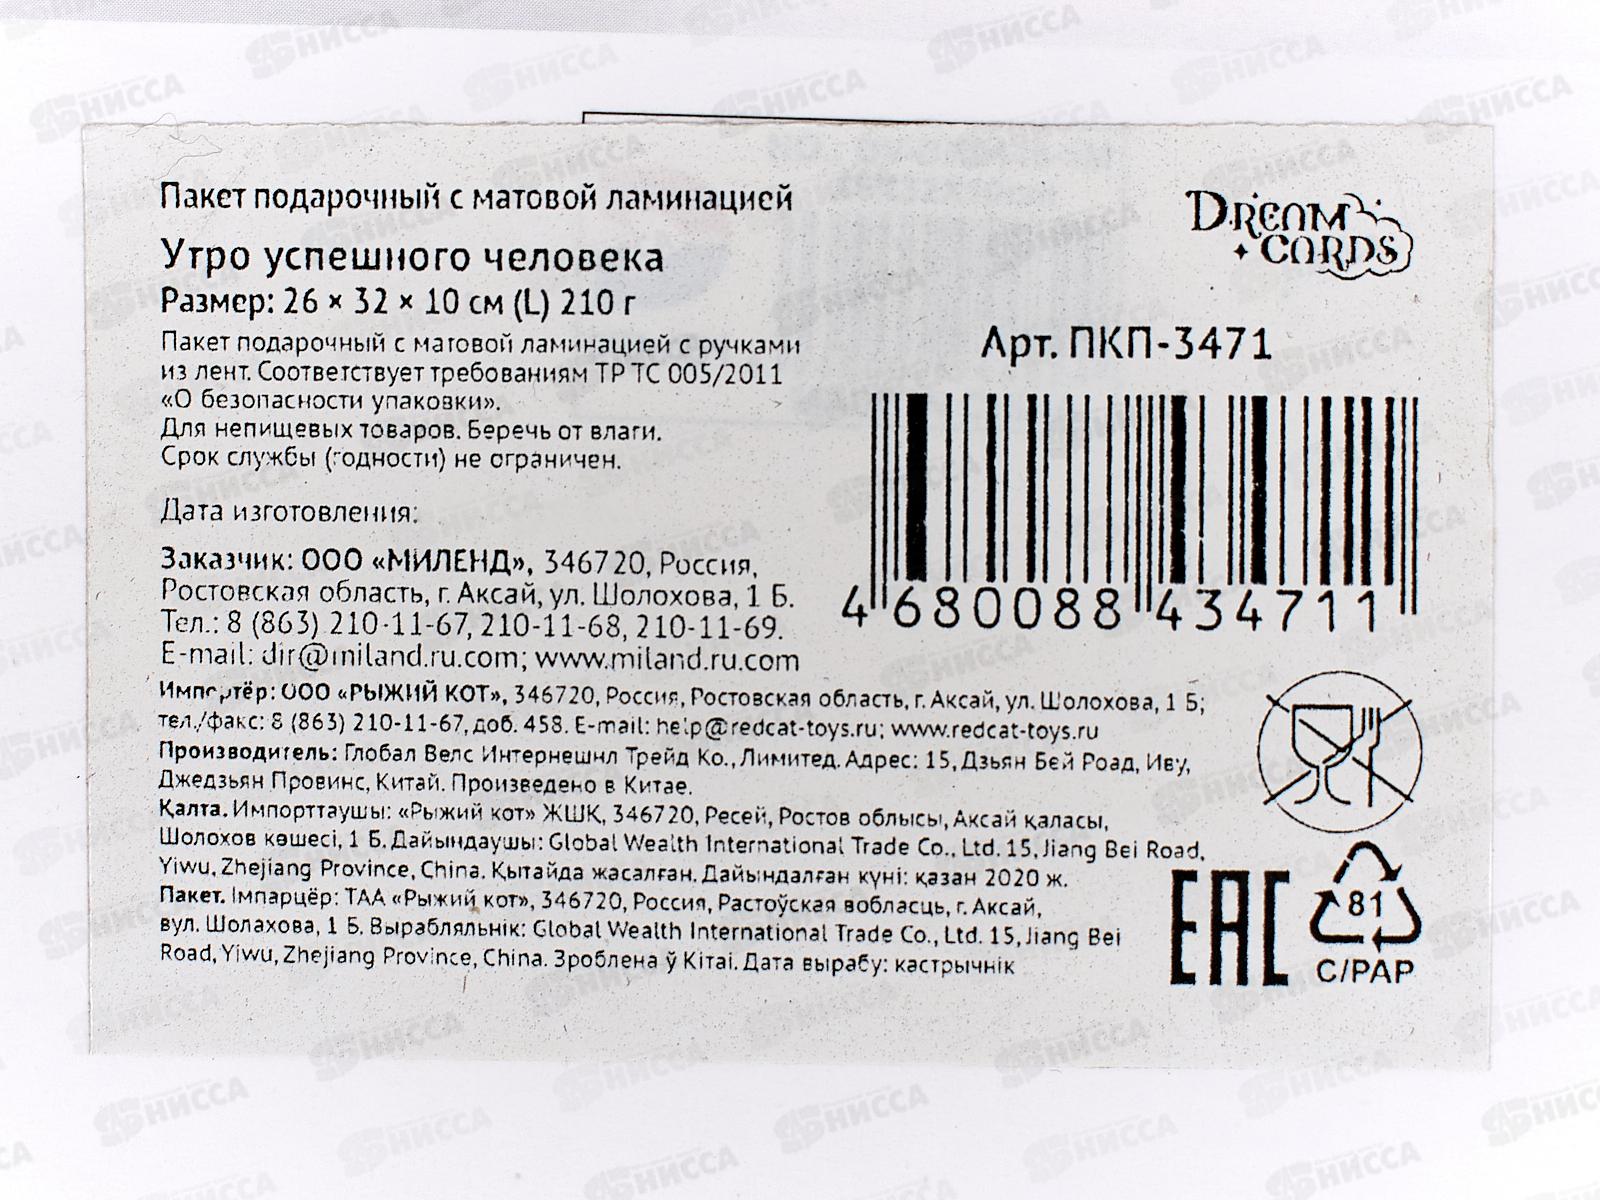 Пакет подарочный с матовой ламинацией
Утро успешного человека
Размер: 26 × 32 × 10 см (L) 210 г
Пакет подарочный с матовой ламинацией с ручками
из лент. Соответствует требованиям ТР ТС 005/2011
«О безопасности упаковки».
Для непищевых товаров. Беречь от влаги.
Срок службы (годности) не ограничен.
Дата изготовления:
Заказчик: ООО «МИЛЕНД», 346720, Россия,
Ростовская область, г. Аксай, ул. Шолохова, 1 Б.
Тел.: 8 (863) 210-11-67, 210-11-68, 210-11-69.
E-mail: dir@miland.ru.com; www.miland.ru.com
Импортёр: ООО «РЫЖИЙ КОТ», 346720, Россия, Ростовская область, г. Аксай, ул. Шолохова, 1 Б;
тел./факс: 8 (863) 210-11-67, доб. 458. E-mail: help@redcat-toys.ru; www.redcat-toys.ru
Производитель: Глобал Велс Интернешнл Трейд Ко., Лимитед. Адрес: 15, Дзьян Бей Роад, Иву,
Джедзьян Провинс, Китай. Произведено в Китае.
Қалта. Импорттаушы: «Рыжий кот» ЖШҚ, 346720, Ресей, Ростов облысы, Аксай қаласы,
Шолохов көшесі, 1 Б. Дайындаушы: Global Wealth International Trade Co., Ltd. 15, Jiang Bei Road,
Yiwu, Zhejiang Province, China. Қытайда жасалған. Дайындалған күні: қазан 2020 ж.
Пакет. Імпарцёр: ТАА «Рыжий кот», 346720, Россия, Растоўская вобласць, г. Аксай,
вул. Шолахова, 1 Б. Вырабляльнік: Global Wealth International Trade Co., Ltd. 15, Jiang Bei
Road, Yiwu, Zhejiang Province, China. Зроблена ў Кітаі. Дата вырабу: кастрычнік
DREAM
CARDS
Арт. ПКП-3471
4 680088 434711
EAC
81
C/PAP
НИССА